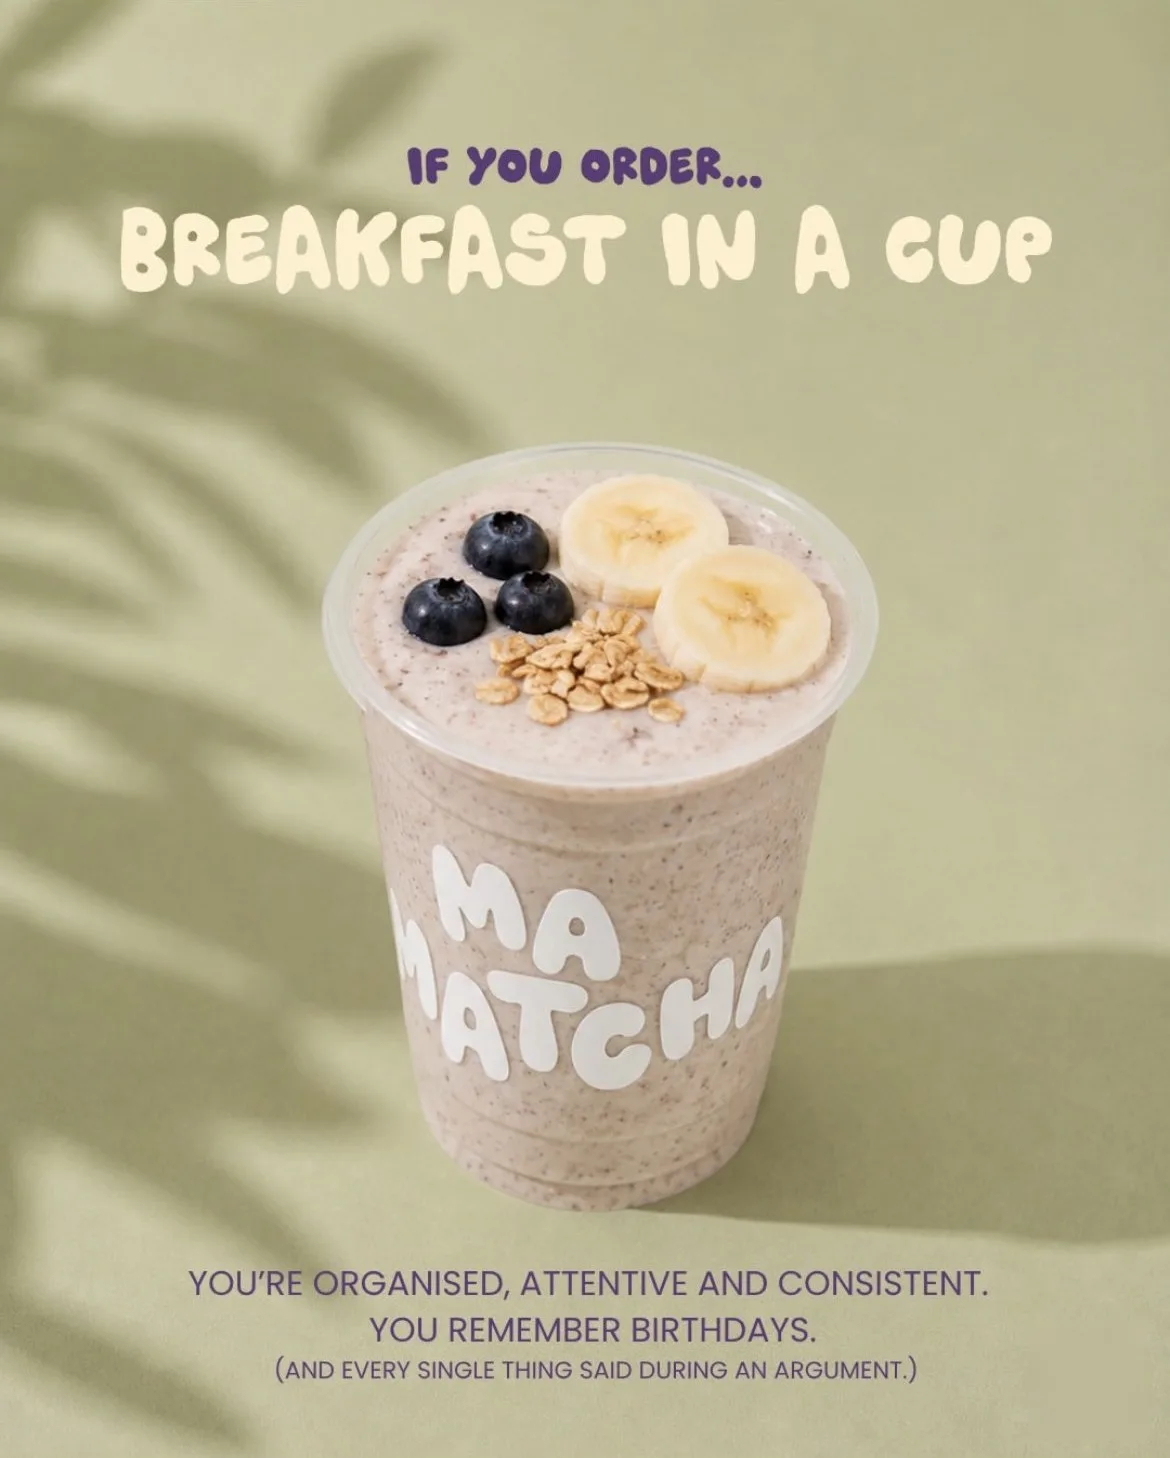 IF YOU ORDER...
BREAKFAST IN A CUP
MA
MATCHA
YOU'RE ORGANISED, ATTENTIVE AND CONSISTENT.
YOU REMEMBER BIRTHDAYS.
(AND EVERY SINGLE THING SAID DURING AN ARGUMENT.)